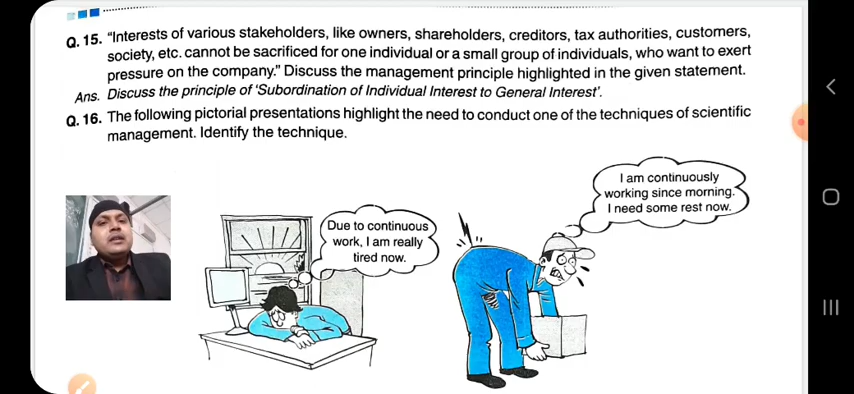 Q. 15. “Interests of various stakeholders, like owners, shareholders, creditors, tax authorities, customers,
society, etc. cannot be sacrificed for one individual or a small group of individuals, who want to exert
pressure on the company.” Discuss the management principle highlighted in the given statement.
Ans. Discuss the principle of ‘Subordination of Individual Interest to General Interest’.
Q. 16. The following pictorial presentations highlight the need to conduct one of the techniques of scientific
management. Identify the technique.
Due to continuous
work, I am really
tired now.
I am continuously
working since morning.
I need some rest now.